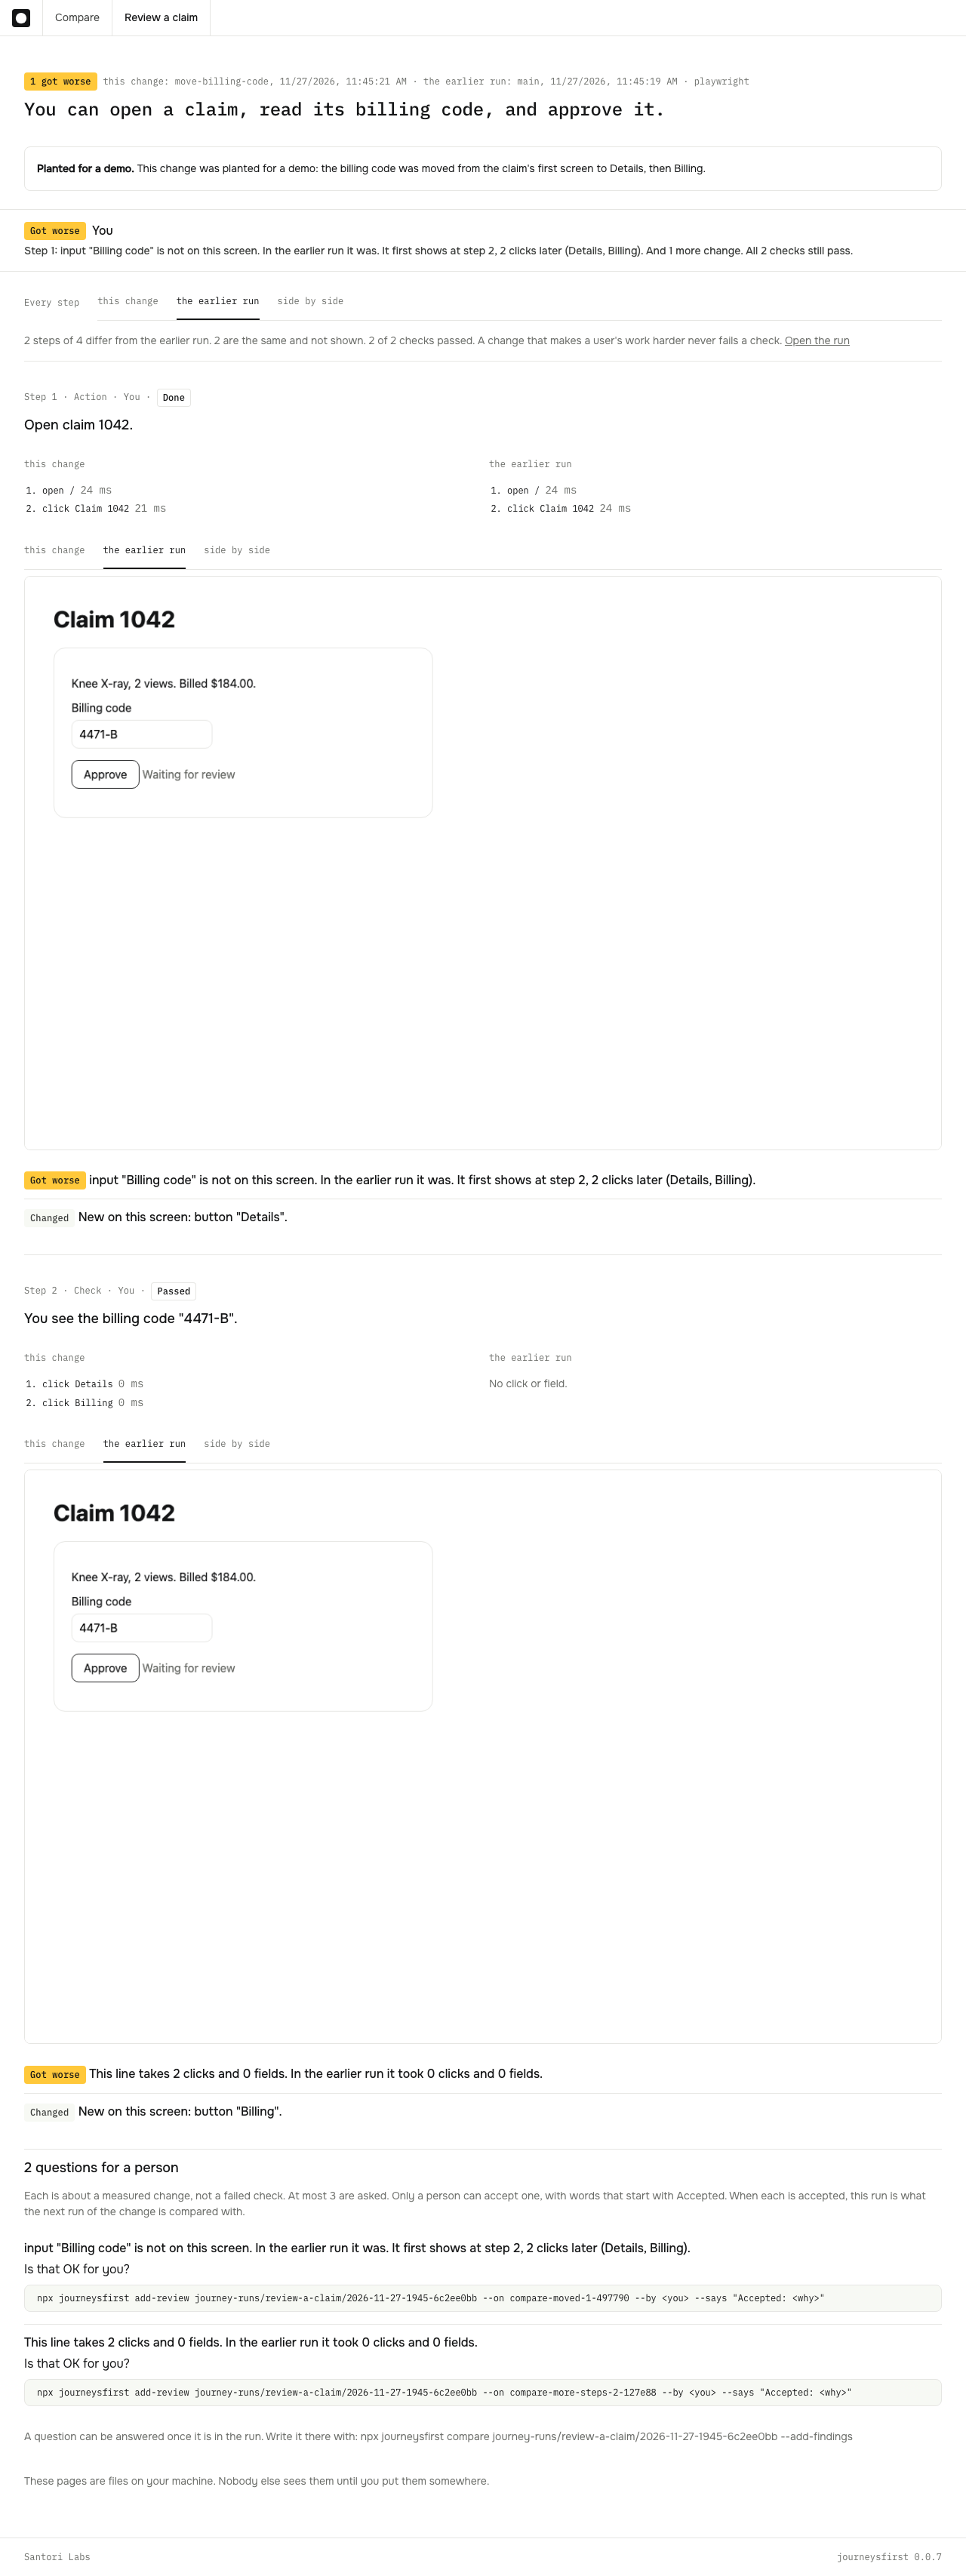 Compare Review a claim
1 got worse this change: move-billing-code, 11/27/2026, 11:45:21 AM · the earlier run: main, 11/27/2026, 11:45:19 AM · playwright
You can open a claim, read its billing code, and approve it.
Planted for a demo. This change was planted for a demo: the billing code was moved from the claim's first screen to Details, then Billing.
Got worse You
Step 1: input "Billing code" is not on this screen. In the earlier run it was. It first shows at step 2, 2 clicks later (Details, Billing). And 1 more change. All 2 checks still pass.
Every step this change the earlier run side by side
2 steps of 4 differ from the earlier run. 2 are the same and not shown. 2 of 2 checks passed. A change that makes a user's work harder never fails a check. Open the run
Step 1 · Action · You · Done
Open claim 1042.
this change
1. open / 24 ms
2. click Claim 1042 21 ms
the earlier run
1. open / 24 ms
2. click Claim 1042 24 ms
this change the earlier run side by side
Claim 1042
Knee X-ray, 2 views. Billed $184.00.
Billing code
4471-B
Approve Waiting for review
Got worse input "Billing code" is not on this screen. In the earlier run it was. It first shows at step 2, 2 clicks later (Details, Billing).
Changed New on this screen: button "Details".
Step 2 · Check · You · Passed
You see the billing code "4471-B".
this change
1. click Details 0 ms
2. click Billing 0 ms
the earlier run
No click or field.
this change the earlier run side by side
Claim 1042
Knee X-ray, 2 views. Billed $184.00.
Billing code
4471-B
Approve Waiting for review
Got worse This line takes 2 clicks and 0 fields. In the earlier run it took 0 clicks and 0 fields.
Changed New on this screen: button "Billing".
2 questions for a person
Each is about a measured change, not a failed check. At most 3 are asked. Only a person can accept one, with words that start with Accepted. When each is accepted, this run is what
the next run of the change is compared with.
input "Billing code" is not on this screen. In the earlier run it was. It first shows at step 2, 2 clicks later (Details, Billing).
Is that OK for you?
npx journeysfirst add-review journey-runs/review-a-claim/2026-11-27-1945-6c2ee0bb --on compare-moved-1-497790 --by <you> --says "Accepted: <why>"
This line takes 2 clicks and 0 fields. In the earlier run it took 0 clicks and 0 fields.
Is that OK for you?
npx journeysfirst add-review journey-runs/review-a-claim/2026-11-27-1945-6c2ee0bb --on compare-more-steps-2-127e88 --by <you> --says "Accepted: <why>"
A question can be answered once it is in the run. Write it there with: npx journeysfirst compare journey-runs/review-a-claim/2026-11-27-1945-6c2ee0bb --add-findings
These pages are files on your machine. Nobody else sees them until you put them somewhere.
Santori Labs journeysfirst 0.0.7